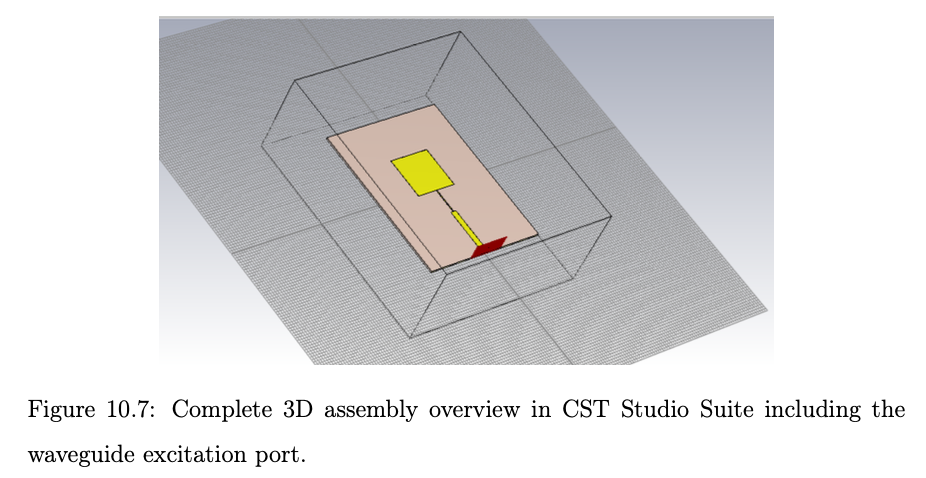 Figure 10.7: Complete 3D assembly overview in CST Studio Suite including the
waveguide excitation port.